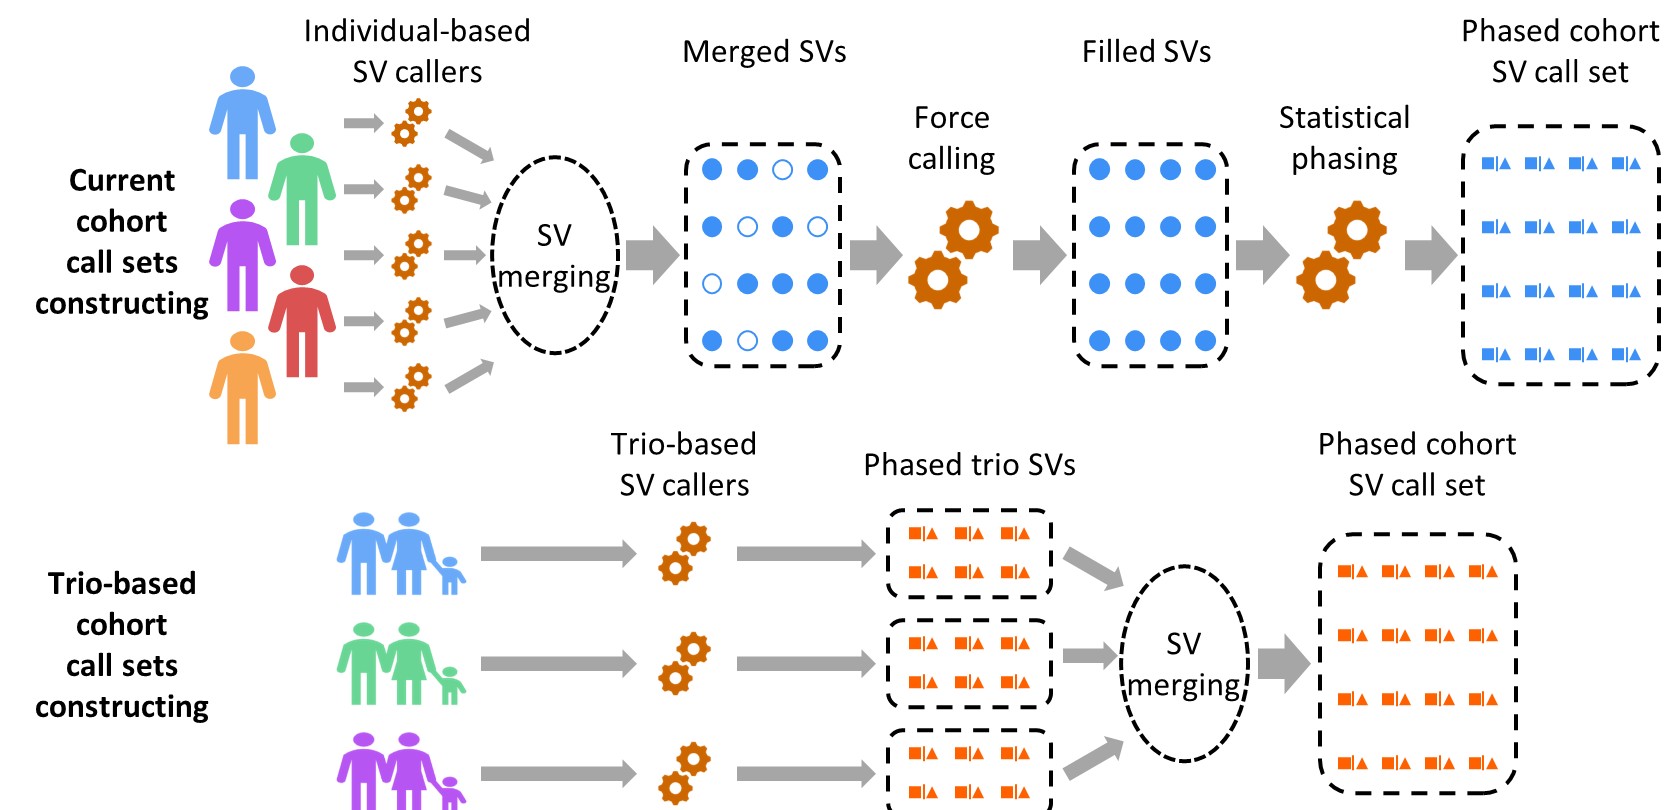 Individual-based
SV callers
Merged SVs
Filled SVs
Phased cohort
SV call set
Force
calling
Statistical
phasing
Current
cohort
call sets
constructing
SV
merging
Trio-based
SV callers
Phased trio SVs
Phased cohort
SV call set
Trio-based
cohort
call sets
constructing
SV
merging